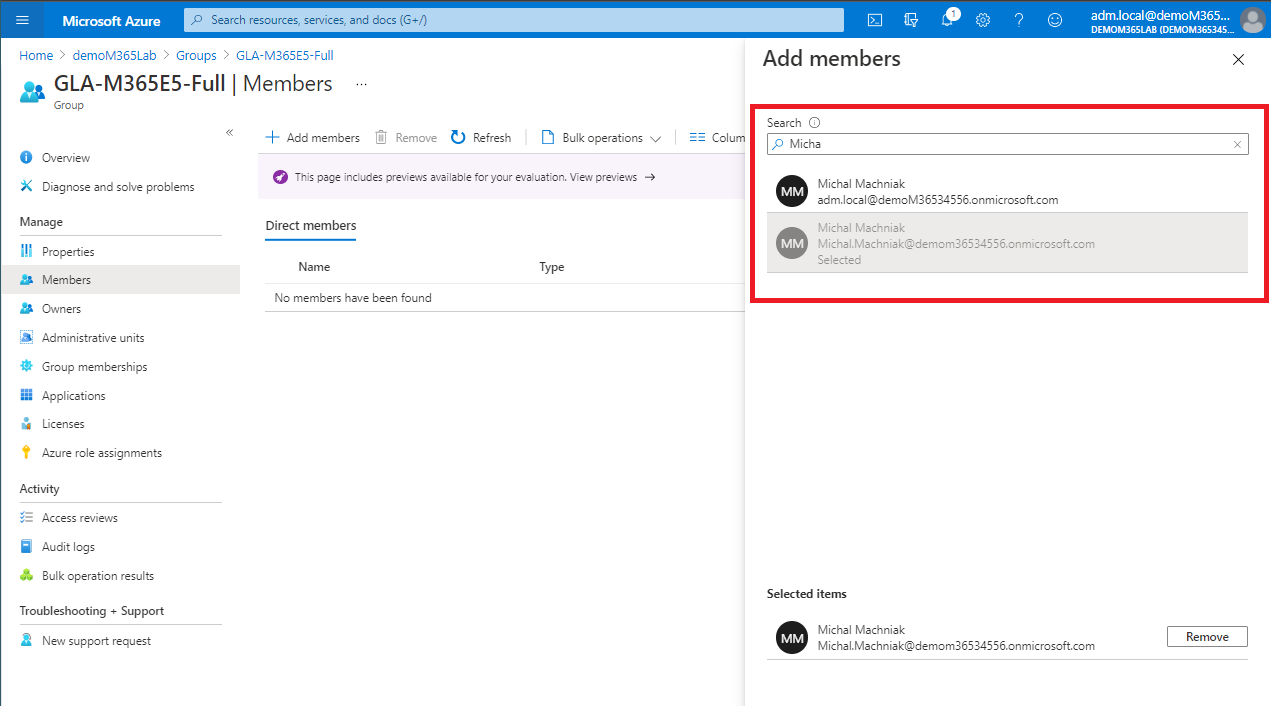 Microsoft Azure
Search resources, services, and docs (G+/)
1
adm.local@demoM365...
DEMOM365LAB (DEMOM365345...
Home > demoM365Lab > Groups > GLA-M365E5-Full
GLA-M365E5-Full | Members ...
Group
«
Overview
Diagnose and solve problems
Manage
Properties
Members
Owners
Administrative units
Group memberships
Applications
Licenses
Azure role assignments
Activity
Access reviews
Audit logs
Bulk operation results
Troubleshooting + Support
New support request
+ Add members Remove Refresh Bulk operations Colum
This page includes previews available for your evaluation. View previews →
Direct members
Name Type
No members have been found
Add members
Search
Micha
MM
Michal Machniak
adm.local@demoM36534556.onmicrosoft.com
MM
Michal Machniak
Michal.Machniak@demom36534556.onmicrosoft.com
Selected
Selected items
MM
Michal Machniak
Michal.Machniak@demom36534556.onmicrosoft.com
Remove